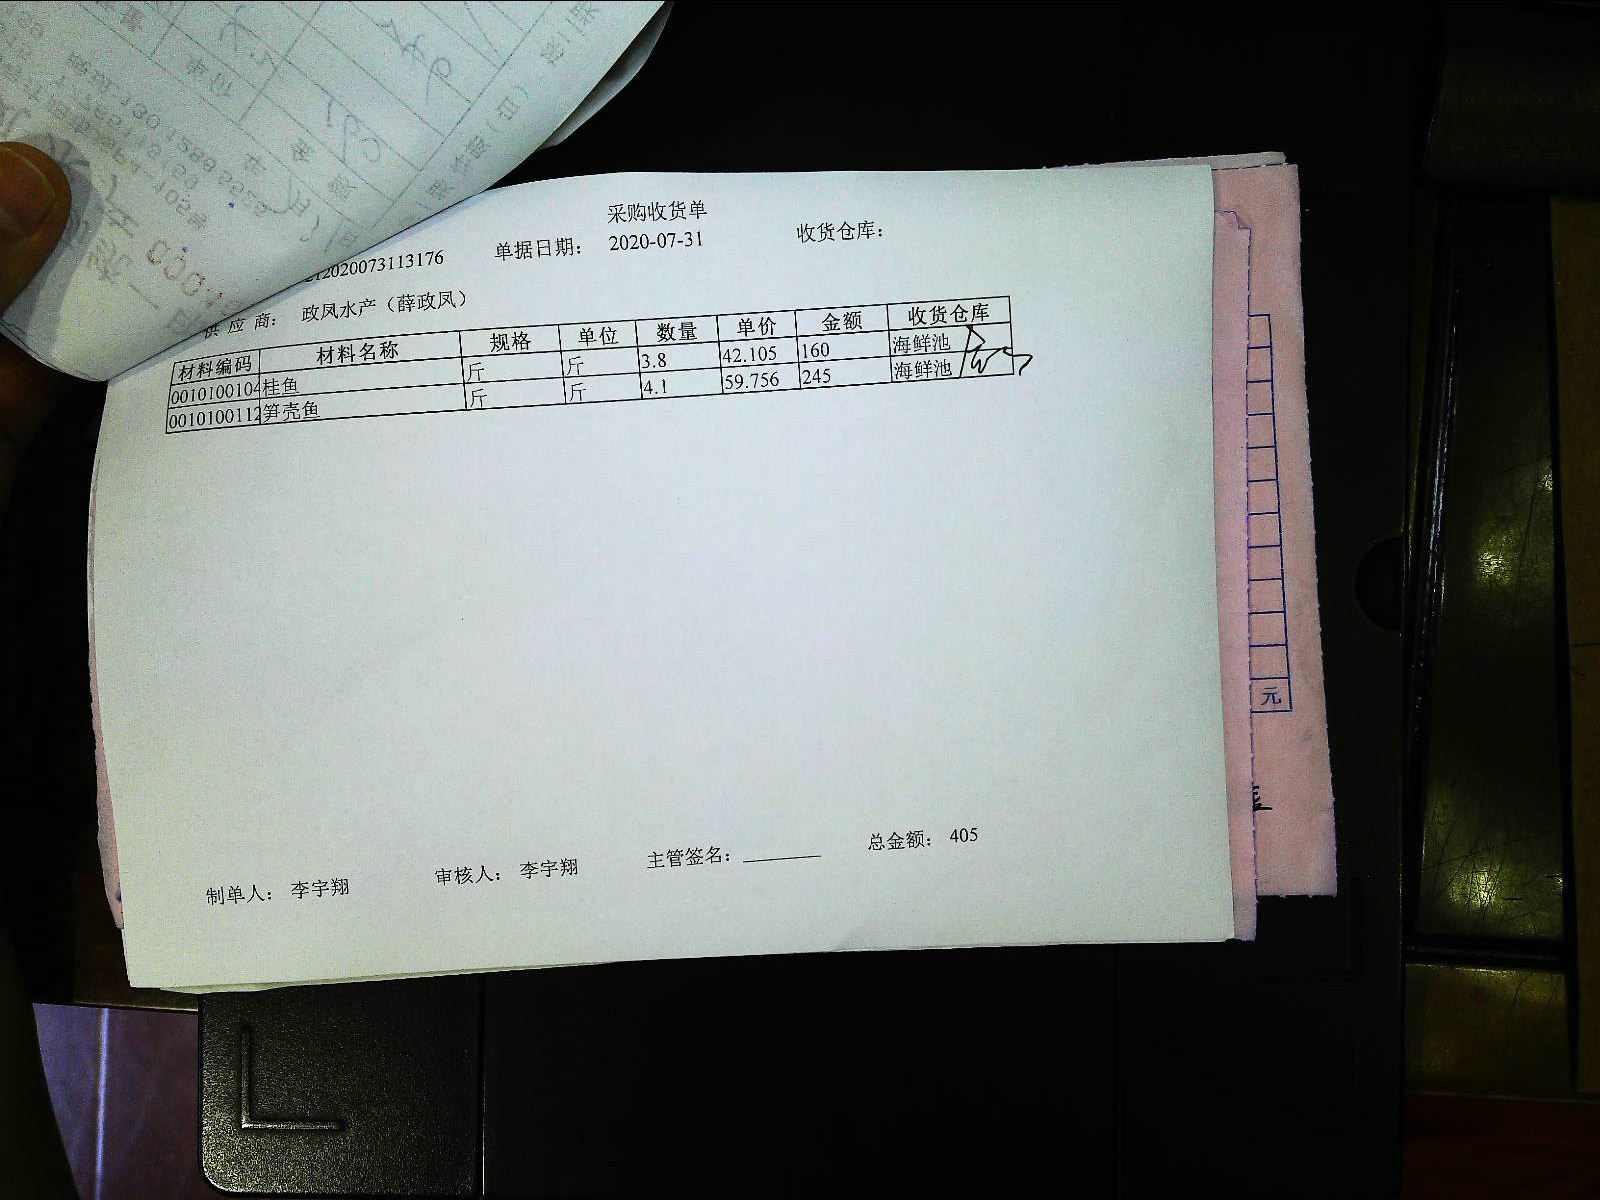 采购收货单
2020073113176 单据日期： 2020-07-31 收货仓库：
供应商： 政凤水产（薛政凤）
材料编码 材料名称 规格 单位 数量 单价 金额 收货仓库
0010100104 桂鱼 斤 斤 3.8 42.105 160 海鲜池
0010100112 笋壳鱼 斤 斤 4.1 59.756 245 海鲜池
元
制单人： 李宇翔 审核人： 李宇翔 主管签名： 总金额： 405